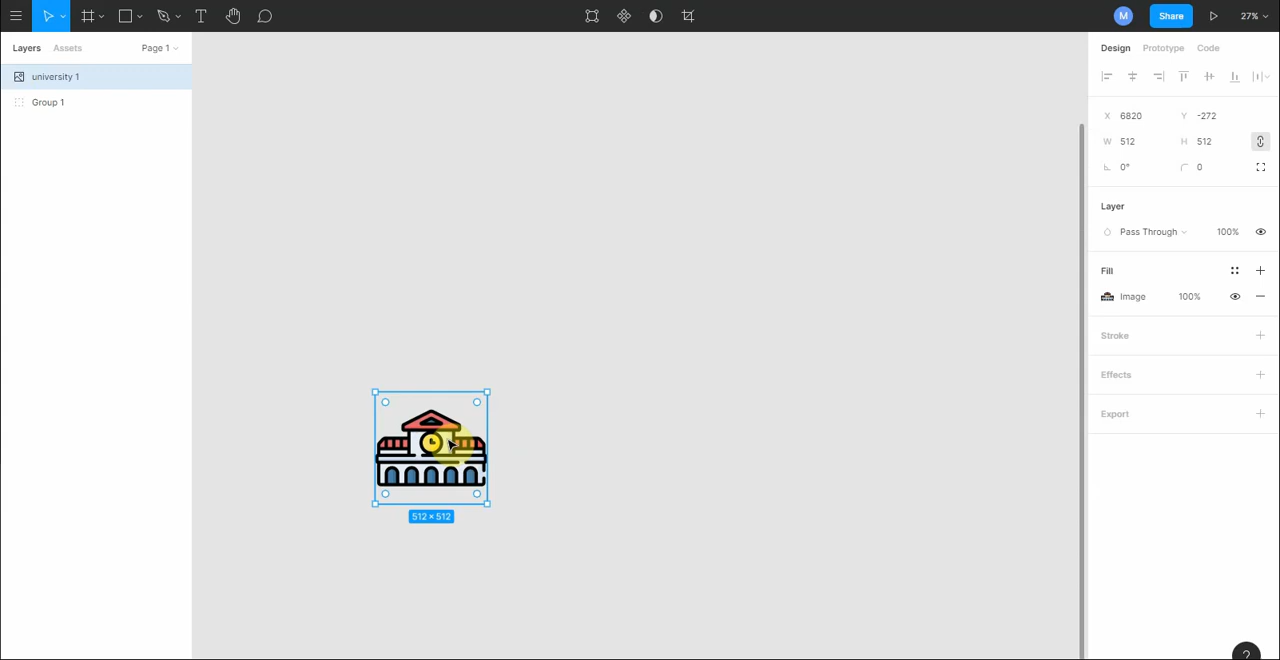 Share
27%
Layers
Assets
Page 1
Design
Prototype
Code
M
university 1
Group 1
X 6820
Y -272
W 512
H 512
0°
0
Layer
Pass Through
100%
Fill
Image
100%
Stroke
Effects
Export
512 × 512
?